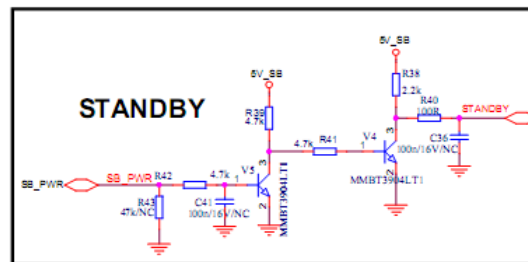 5V_SB
R38
2.2k
5V_SB
R40
100R
STANDBY
STANDBY
R39
4.7k
4.7k
R41
V4
1
3
2
C36
100n/16V/NC
MMBT3904LT1
SB_PWR
SB_PWR
R42
4.7k
1
V5
3
2
MMBT3904LT1
R43
47k/NC
C41
100n/16V/NC